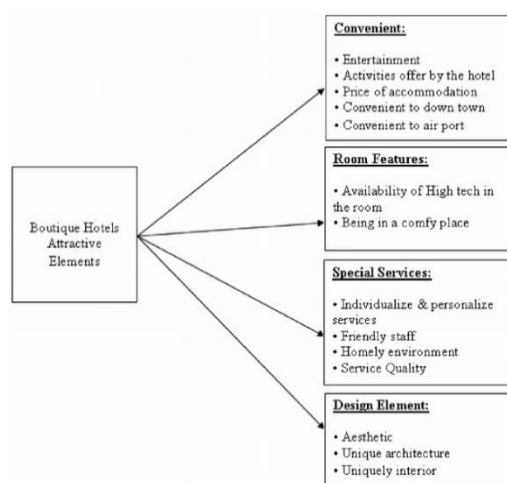 Boutique Hotels
Attractive
Elements
Convenient:
• Entertainment
• Activities offer by the hotel
• Price of accommodation
• Convenient to down town
• Convenient to air port
Room Features:
• Availability of High tech in
the room
• Being in a comfy place
Special Services:
• Individualize & personalize
services
• Friendly staff
• Homely environment
• Service Quality
Design Element:
• Aesthetic
• Unique architecture
• Uniquely interior